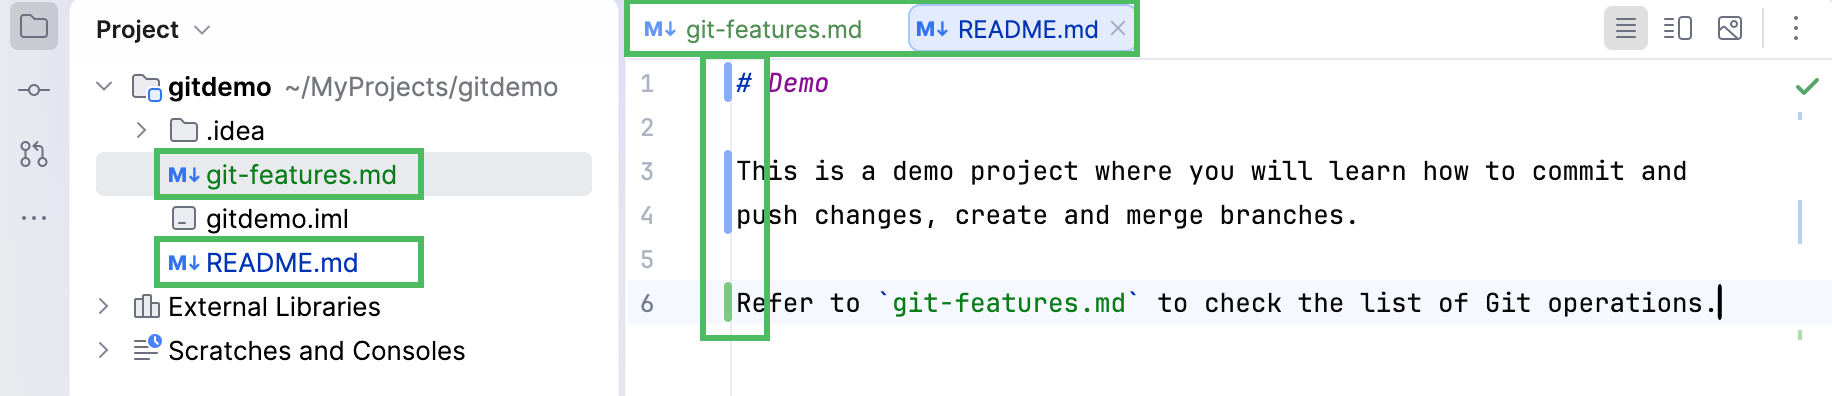 Project
gitdemo ~/MyProjects/gitdemo
.idea
M↓ git-features.md
gitdemo.iml
M↓ README.md
External Libraries
Scratches and Consoles
M↓ git-features.md M↓ README.md
1 # Demo
2
3 This is a demo project where you will learn how to commit and
4 push changes, create and merge branches.
5
6 Refer to `git-features.md` to check the list of Git operations.